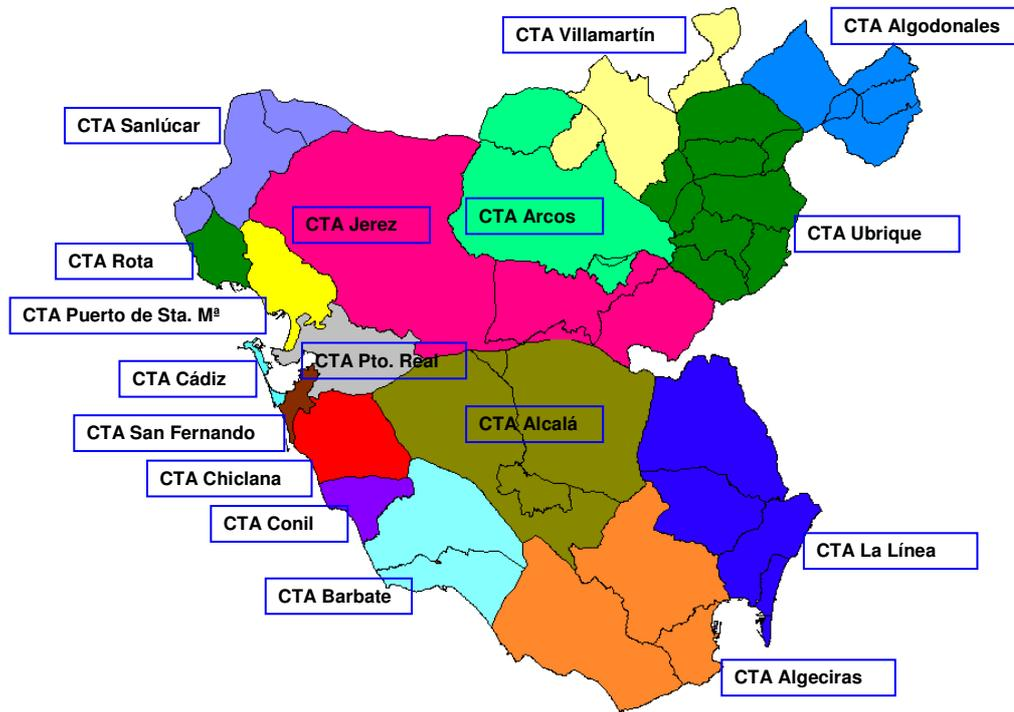 CTA Villamartín
CTA Algodonales
CTA Sanlúcar
CTA Jerez
CTA Arcos
CTA Ubrique
CTA Rota
CTA Puerto de Sta. Mª
CTA Pto. Real
CTA Cádiz
CTA Alcalá
CTA San Fernando
CTA Chiclana
CTA Conil
CTA La Línea
CTA Barbate
CTA Algeciras